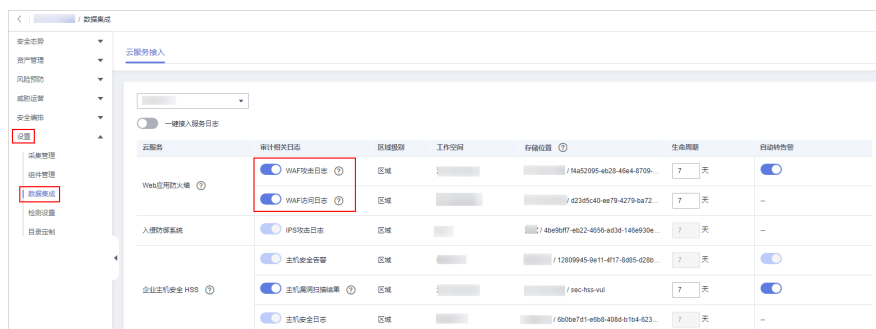 / 数据集成
安全态势
资产管理
风险预防
威胁运营
安全编排
设置
采集管理
组件管理
数据集成
检测设置
目录定制
云服务接入
一键接入服务日志
云服务 审计相关日志 区域级别 工作空间 存储位置 生命周期 自动转告警
Web应用防火墙 WAF攻击日志 区域 / f4a52095-eb28-46e4-8709-... 7 天
WAF访问日志 区域 / d23d5c40-ee79-4279-ba72... 7 天 --
入侵防御系统 IPS攻击日志 区域 / 4be9bff7-eb22-4656-ad3d-146e930e... 7 天 --
主机安全告警 区域 / 12809945-9e11-4f17-8d85-d28b... 7 天
企业主机安全 HSS 主机漏洞扫描结果 区域 / sec-hss-vul 7 天
主机安全日志 区域 / 6b0be7d1-e6b8-408d-b1b4-623... 7 天 --